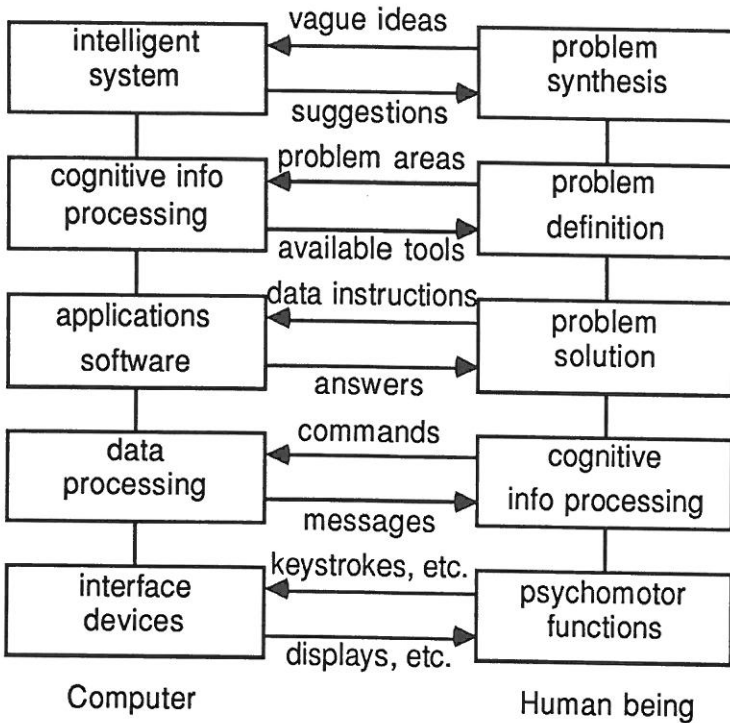 intelligent
system
vague ideas
suggestions
problem
synthesis
cognitive info
processing
problem areas
available tools
problem
definition
applications
software
data instructions
answers
problem
solution
data
processing
commands
messages
cognitive
info processing
interface
devices
keystrokes, etc.
displays, etc.
psychomotor
functions
Computer
Human being